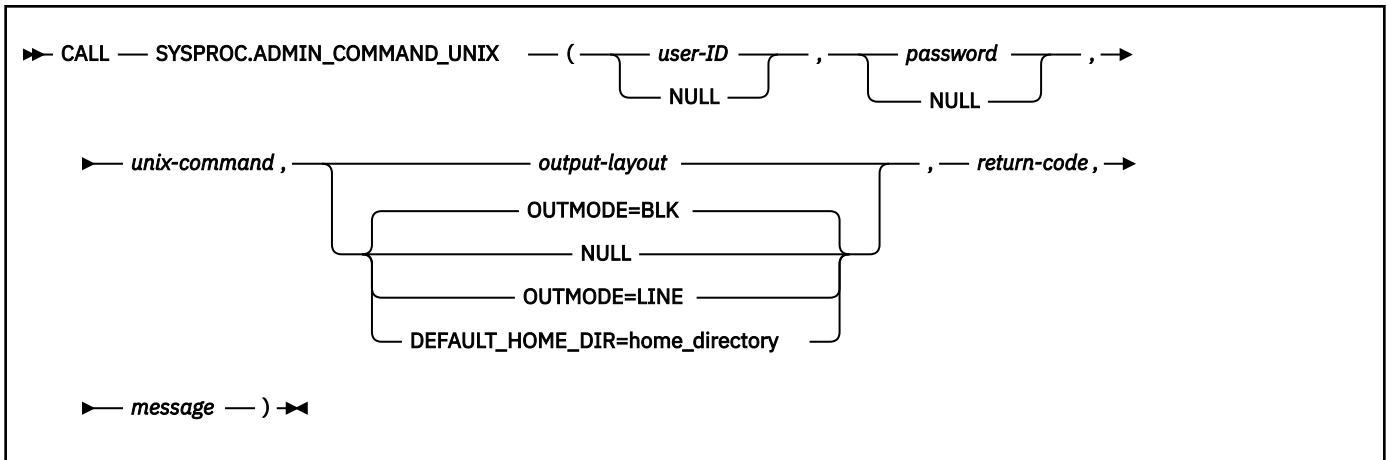 CALL SYSPROC.ADMIN_COMMAND_UNIX ( user-ID , password ,
NULL NULL
unix-command , output-layout , return-code ,
OUTMODE=BLK
NULL
OUTMODE=LINE
DEFAULT_HOME_DIR=home_directory
message )